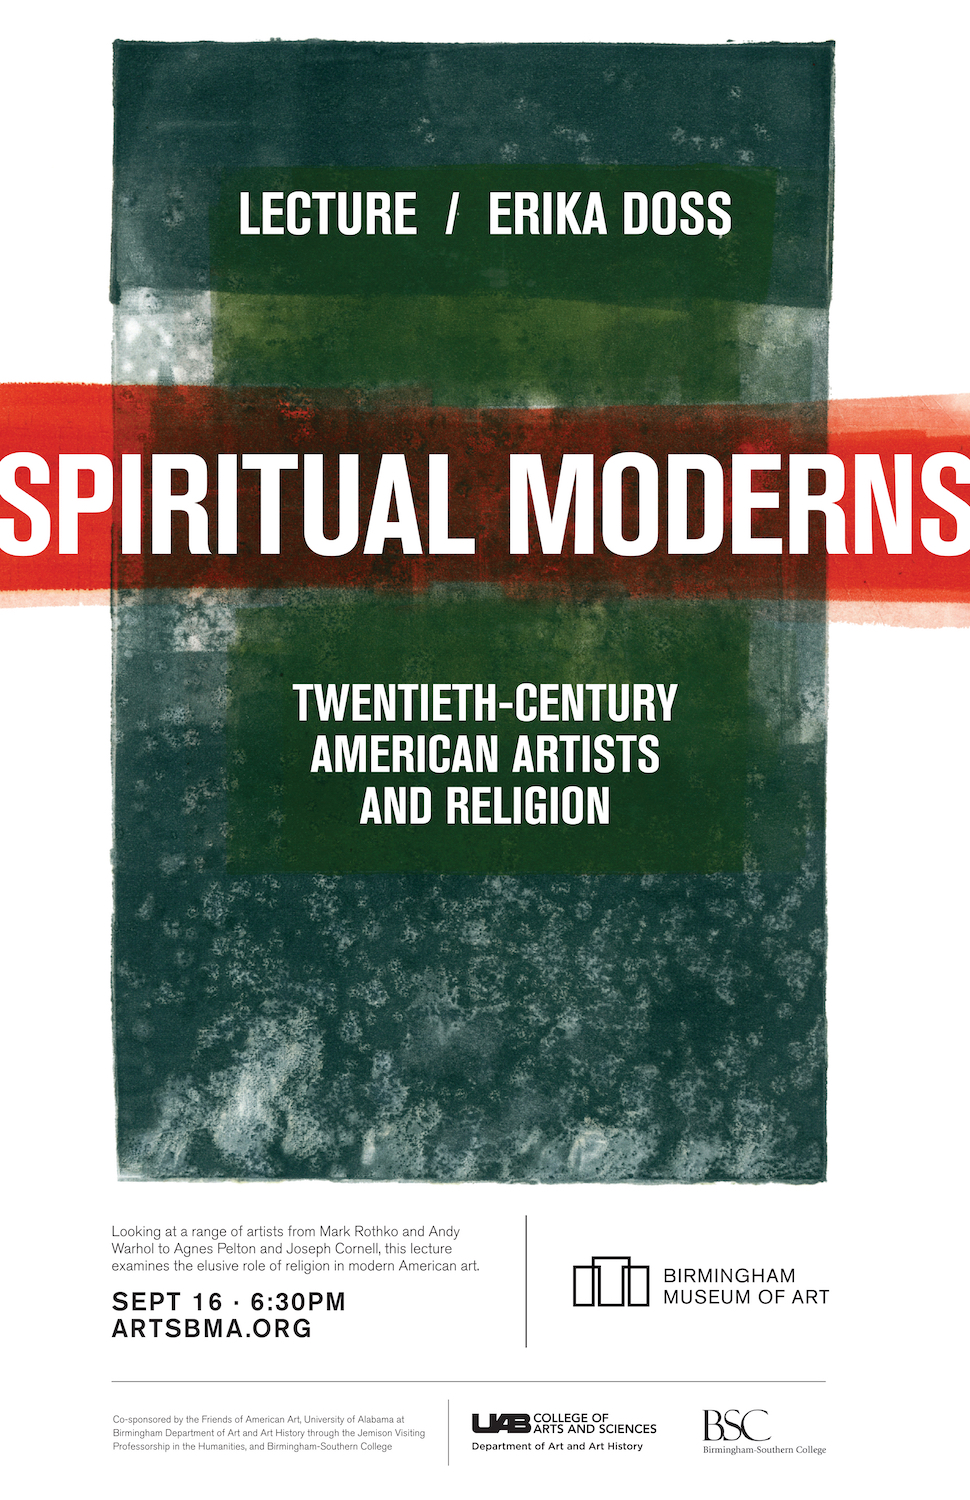 LECTURE / ERIKA DOSS
SPIRITUAL MODERNS
TWENTIETH-CENTURY
AMERICAN ARTISTS
AND RELIGION
Looking at a range of artists from Mark Rothko and Andy
Warhol to Agnes Pelton and Joseph Cornell, this lecture
examines the elusive role of religion in modern American art.
SEPT 16 · 6:30PM
ARTSBMA.ORG
BIRMINGHAM
MUSEUM OF ART
Co-sponsored by the Friends of American Art, University of Alabama at
Birmingham Department of Art and Art History through the Jemison Visiting
Professorship in the Humanities, and Birmingham-Southern College
UAB COLLEGE OF
ARTS AND SCIENCES
Department of Art and Art History
BSC
Birmingham-Southern College